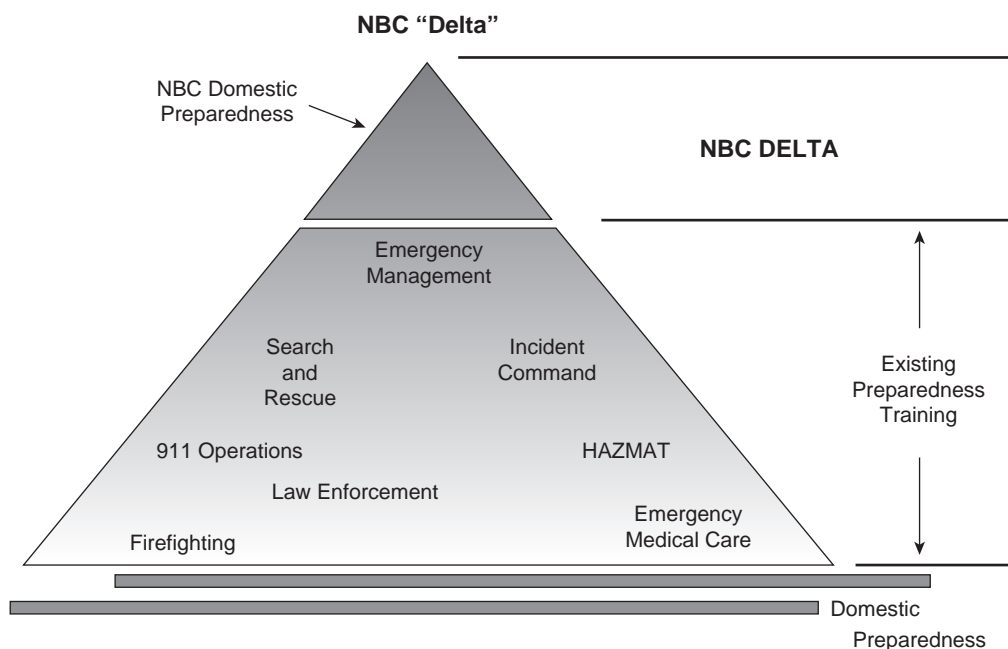 NBC “Delta”
NBC Domestic
Preparedness
NBC DELTA
Emergency
Management
Search
and
Rescue
Incident
Command
Existing
Preparedness
Training
911 Operations
HAZMAT
Law Enforcement
Emergency
Medical Care
Firefighting
Domestic
Preparedness